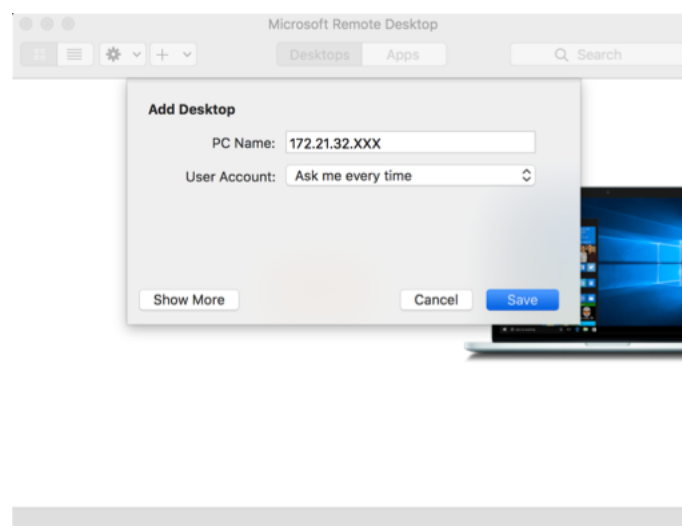 Microsoft Remote Desktop
Desktops Apps Search
Add Desktop
PC Name: 172.21.32.XXX
User Account: Ask me every time
Show More Cancel Save